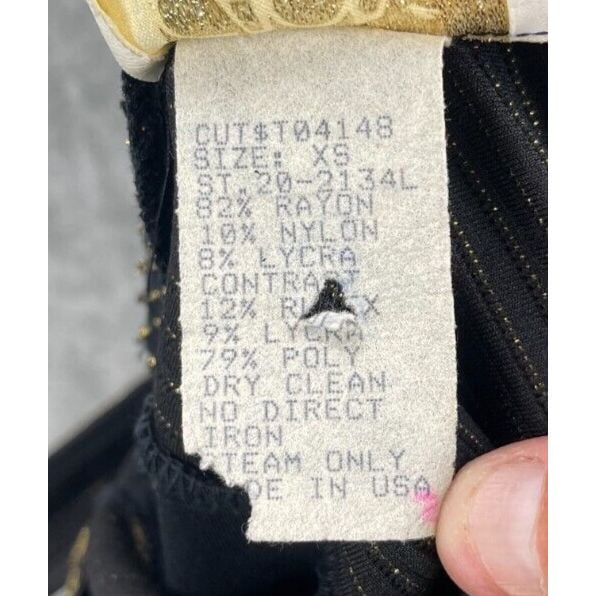 CUT$T04148
SIZE: XS
ST.20-2134L
82% RAYON
10% NYLON
8% LYCRA
CONTRAST
12%
9% LYCRA
79% POLY
DRY CLEAN
NO DIRECT
IRON
STEAM ONLY
DE IN USA